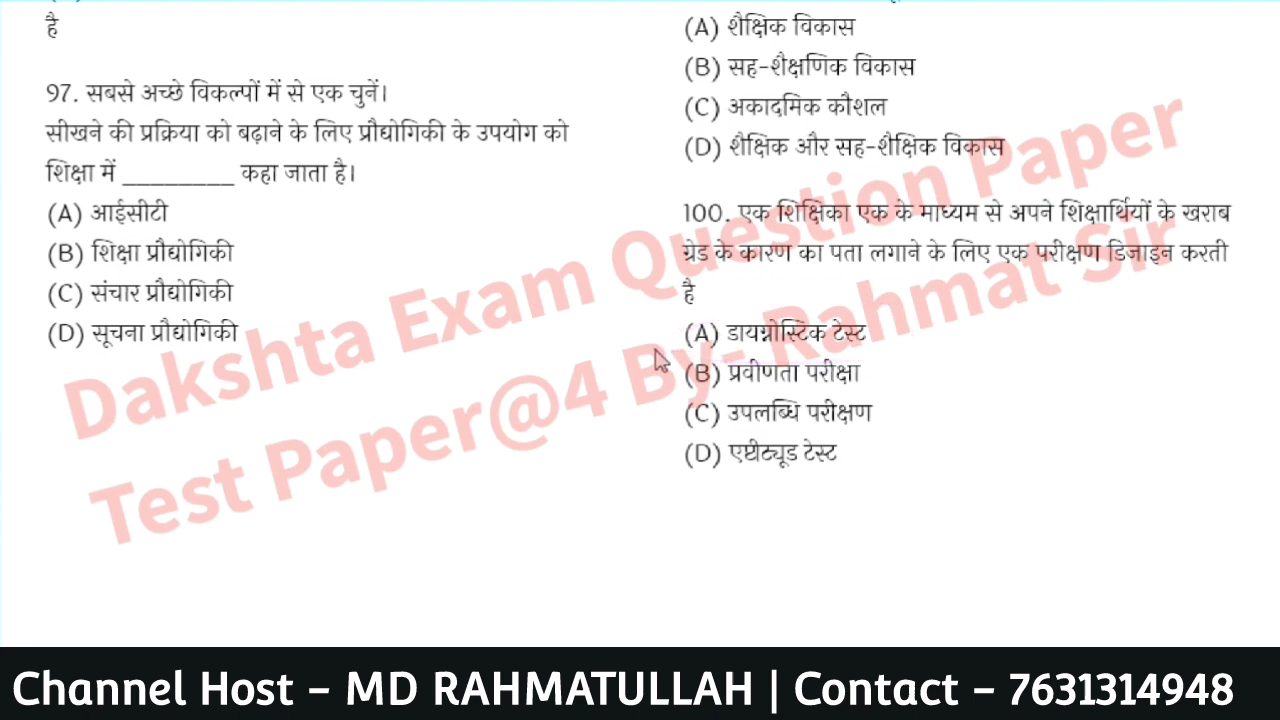 है
97. सबसे अच्छे विकल्पों में से एक चुनें।
सीखने की प्रक्रिया को बढ़ाने के लिए प्रौद्योगिकी के उपयोग को
शिक्षा में ________ कहा जाता है।
(A) आईसीटी
(B) शिक्षा प्रौद्योगिकी
(C) संचार प्रौद्योगिकी
(D) सूचना प्रौद्योगिकी
(A) शैक्षिक विकास
(B) सह-शैक्षणिक विकास
(C) अकादमिक कौशल
(D) शैक्षिक और सह-शैक्षिक विकास
100. एक शिक्षिका एक के माध्यम से अपने शिक्षार्थियों के खराब
ग्रेड के कारण का पता लगाने के लिए एक परीक्षण डिजाइन करती
है
(A) डायग्नोस्टिक टेस्ट
(B) प्रवीणता परीक्षा
(C) उपलब्धि परीक्षण
(D) एप्टीट्यूड टेस्ट
Dakshta Exam Question Paper
Test Paper@4 By- Rahmat Sir
Channel Host – MD RAHMATULLAH | Contact – 7631314948